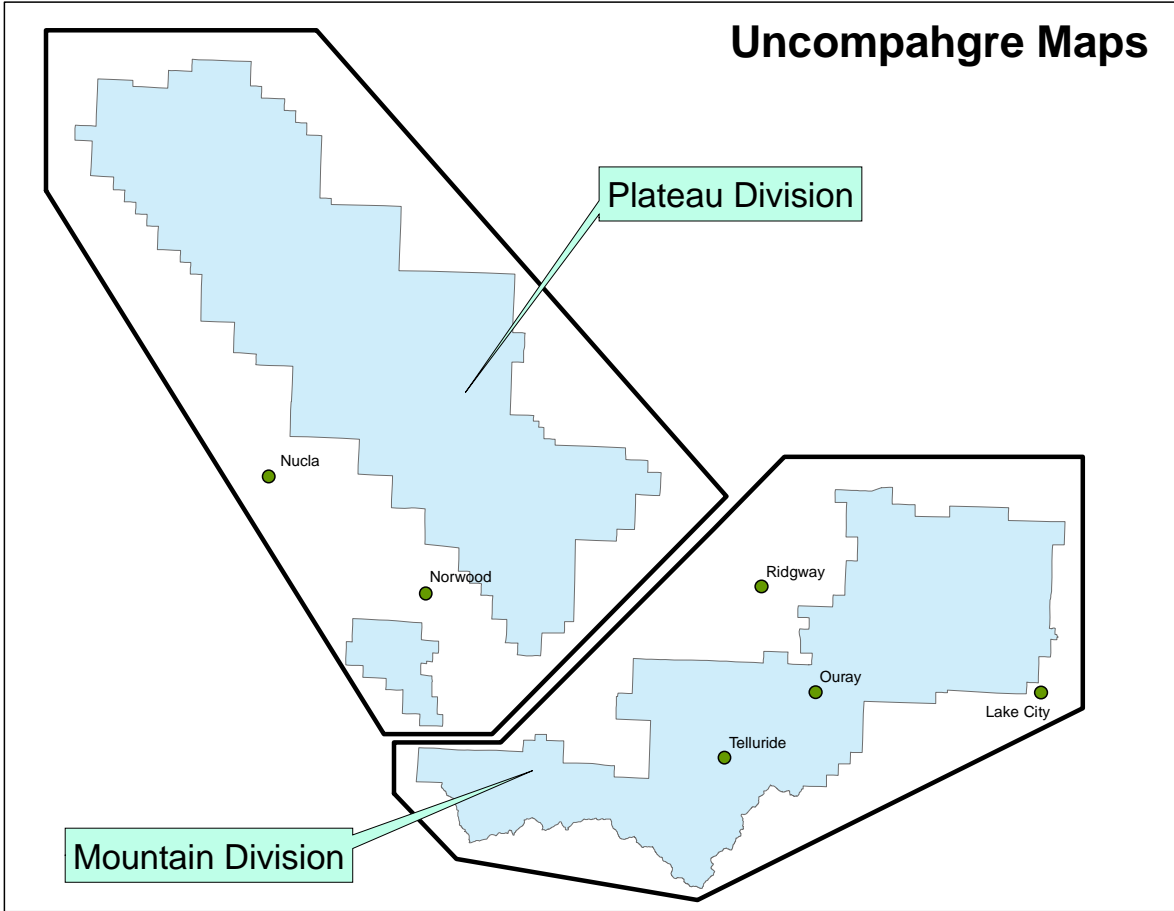 Uncompahgre Maps
Plateau Division
Nucla
Norwood
Ridgway
Ouray
Lake City
Telluride
Mountain Division